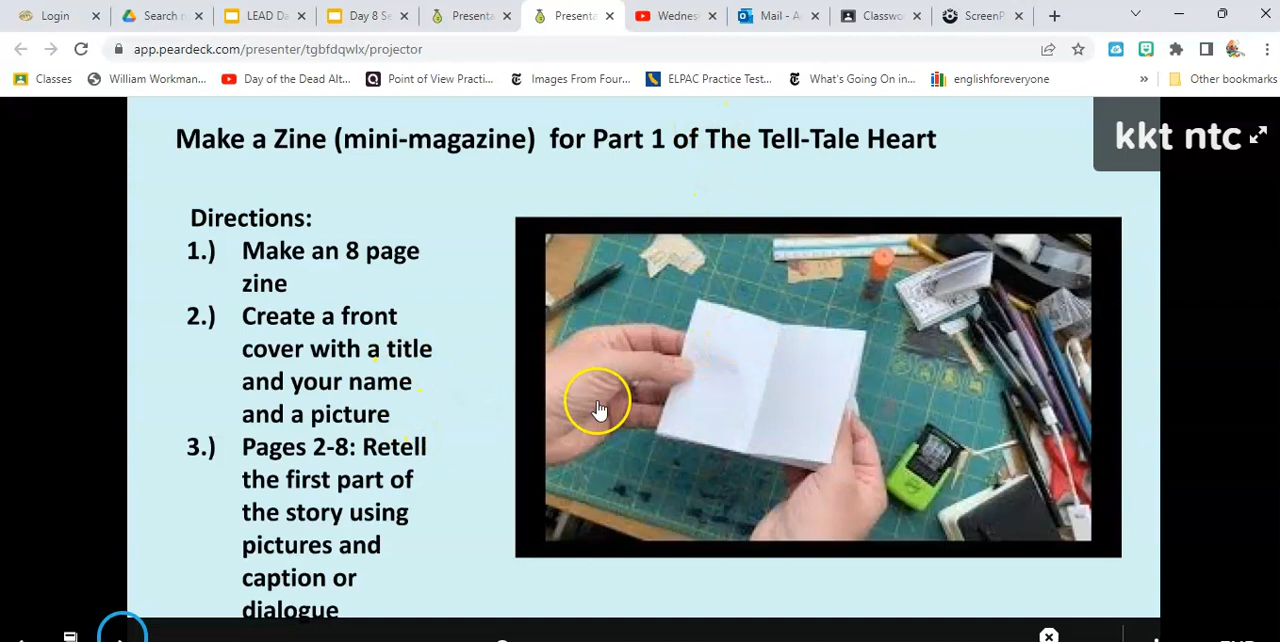 Login
Search r
LEAD Da
Day 8 Se
Presenta
Presenta
Wednes
Mail - A
Classwo
ScreenP
app.peardeck.com/presenter/tgbfdqwlx/projector
Classes
William Workman...
Day of the Dead Alt...
Point of View Practi...
Images From Four...
ELPAC Practice Test...
What's Going On in...
englishforeveryone
»
Other bookmarks
Make a Zine (mini-magazine) for Part 1 of The Tell-Tale Heart
kkt ntc
Directions:
1.) Make an 8 page
zine
2.) Create a front
cover with a title
and your name
and a picture
3.) Pages 2-8: Retell
the first part of
the story using
pictures and
caption or
dialogue